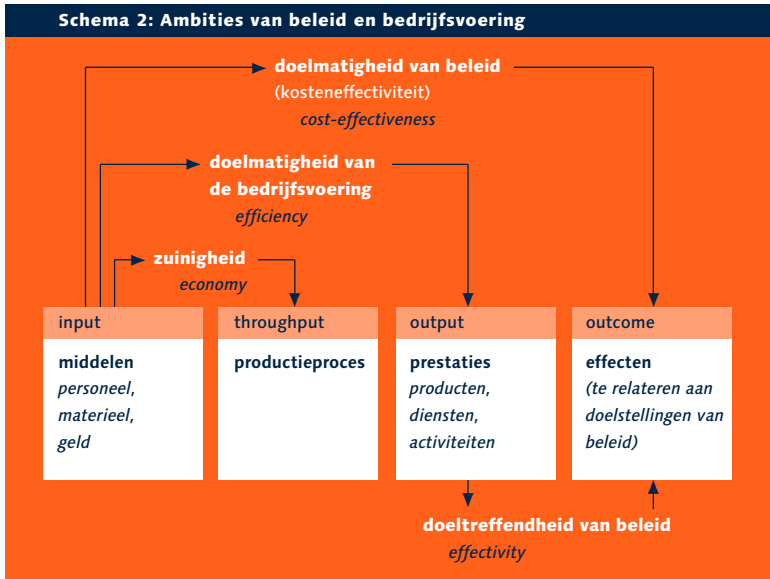 Schema 2: Ambities van beleid en bedrijfsvoering
doelmatigheid van beleid
(kosteneffectiviteit)
cost-effectiveness
doelmatigheid van
de bedrijfsvoering
efficiency
zuinigheid
economy
input
middelen
personeel,
materieel,
geld
throughput
productieproces
output
prestaties
producten,
diensten,
activiteiten
outcome
effecten
(te relateren aan
doelstellingen van
beleid)
doeltreffendheid van beleid
effectivity